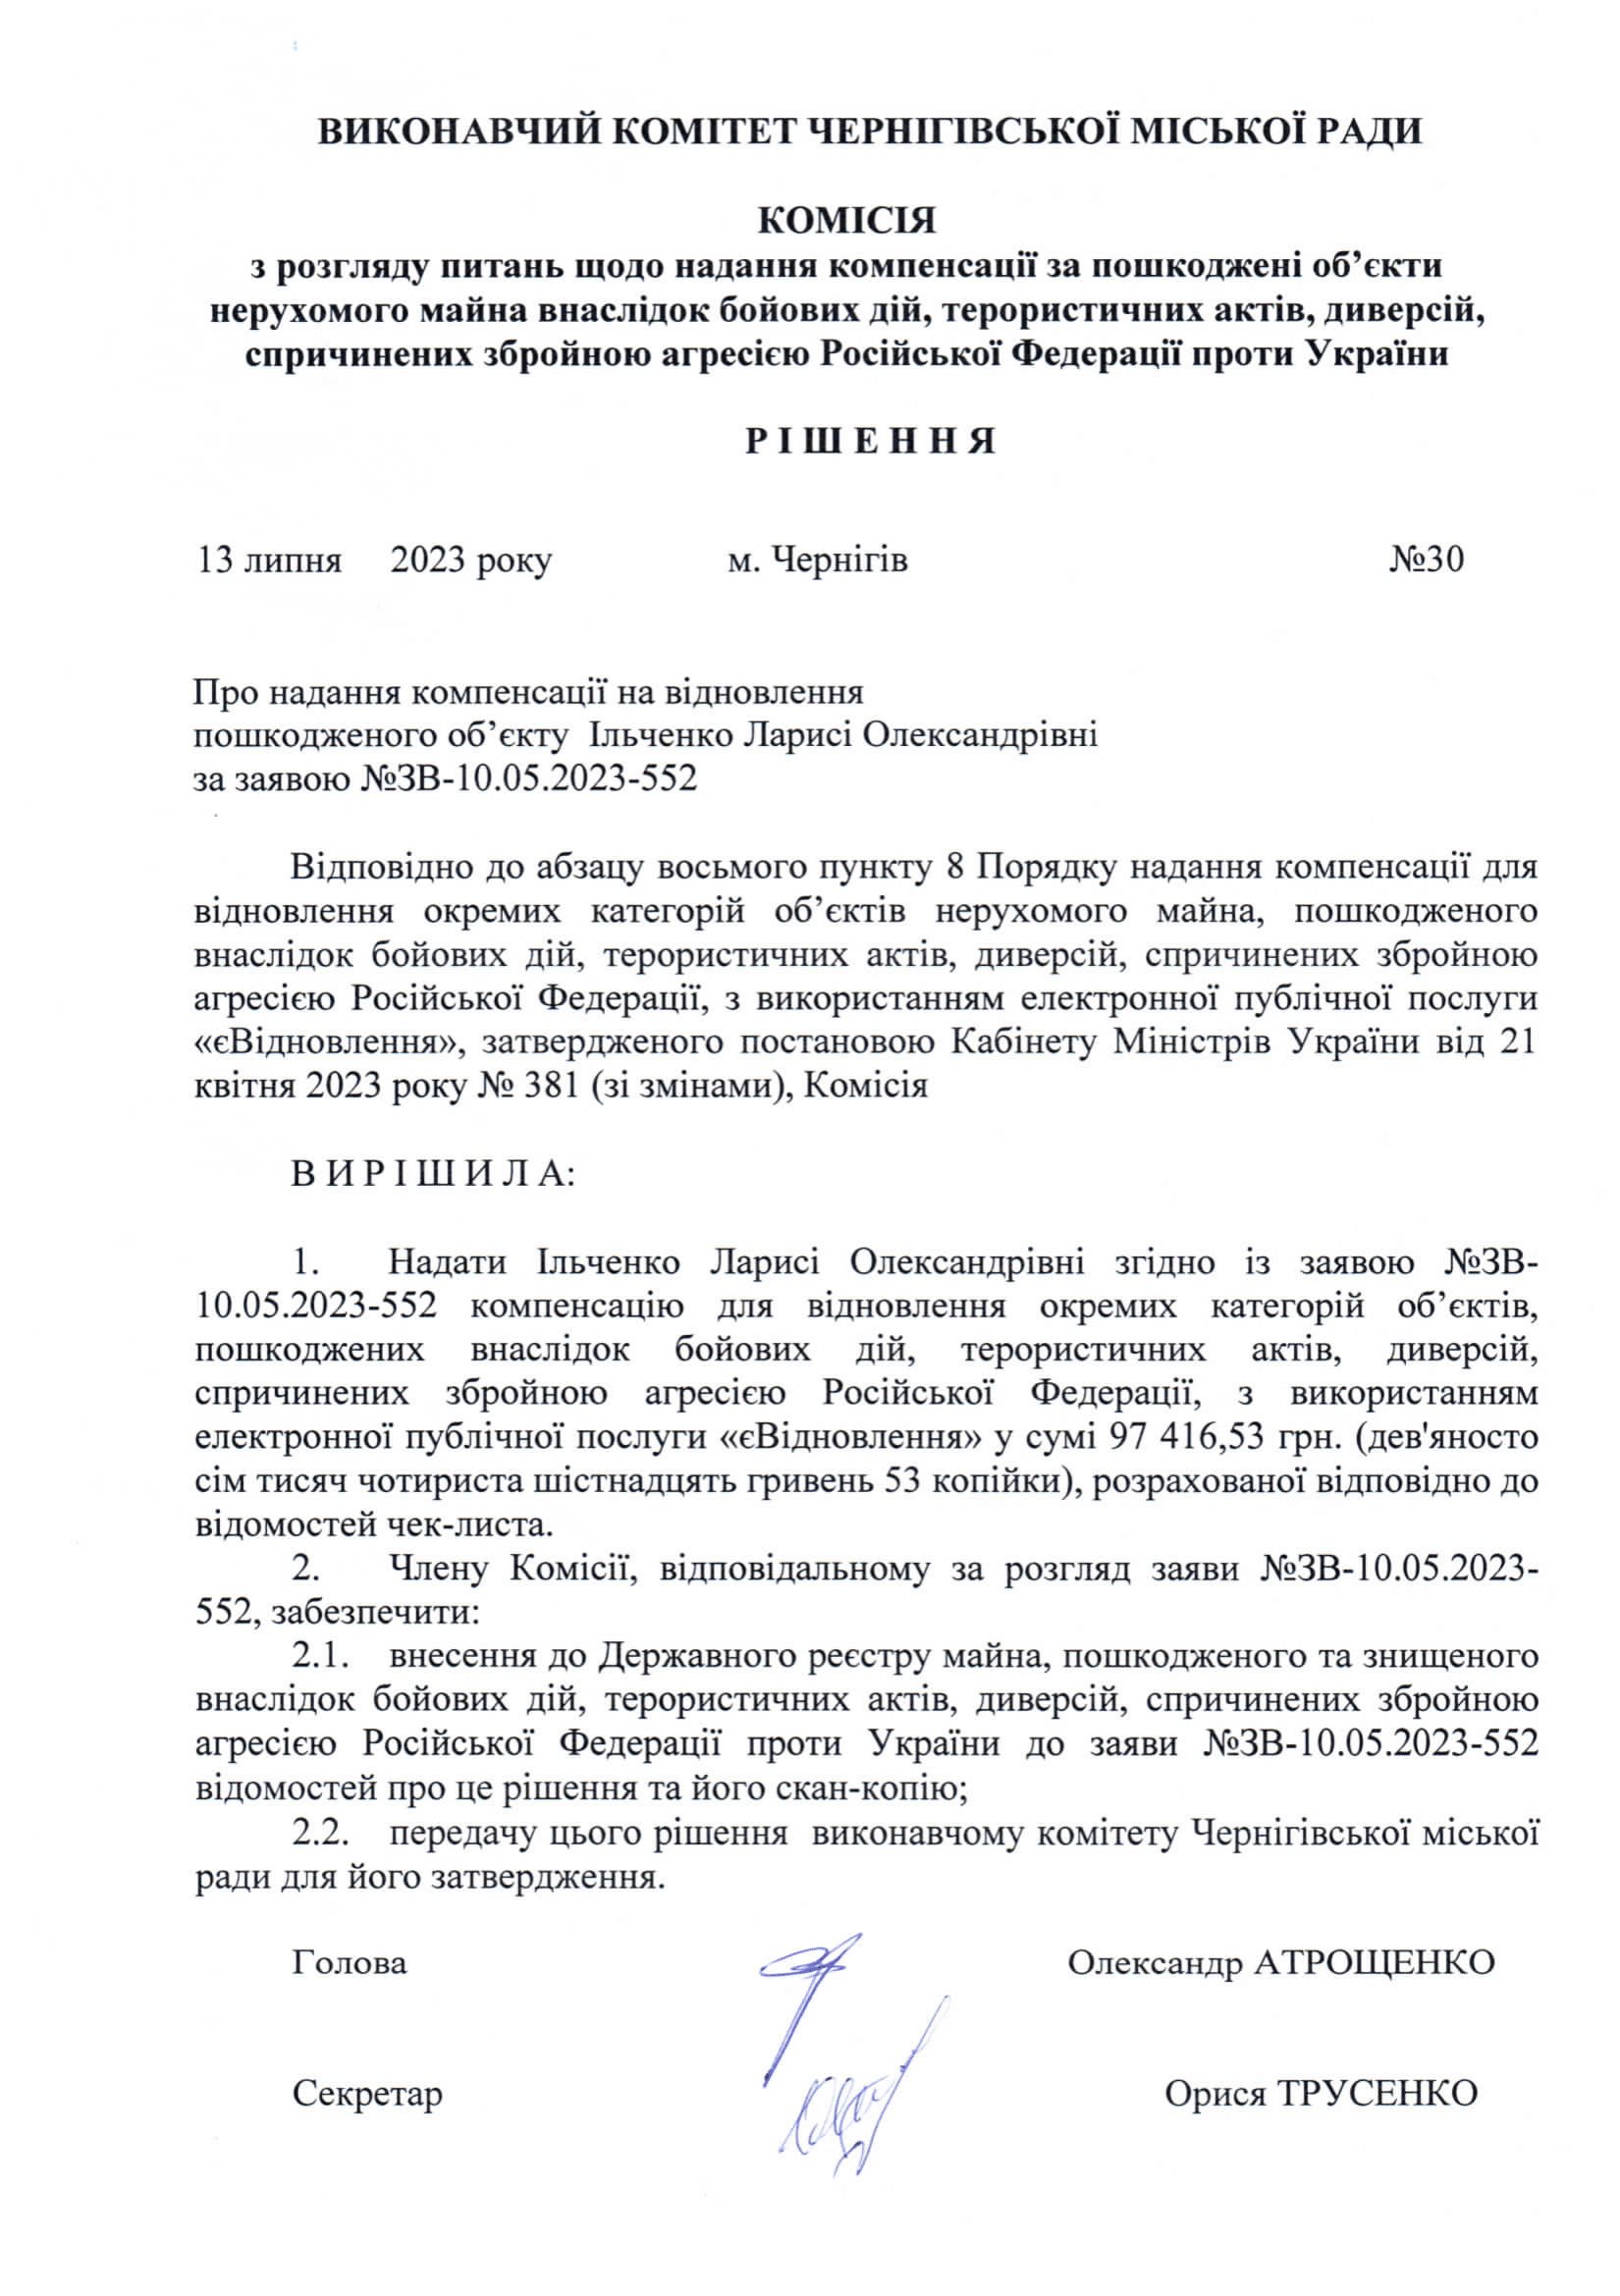 ВИКОНАВЧИЙ КОМІТЕТ ЧЕРНІГІВСЬКОЇ МІСЬКОЇ РАДИ
КОМІСІЯ
з розгляду питань щодо надання компенсації за пошкоджені об’єкти
нерухомого майна внаслідок бойових дій, терористичних актів, диверсій,
спричинених збройною агресією Російської Федерації проти України
Р І Ш Е Н Н Я
13 липня 2023 року м. Чернігів №30
Про надання компенсації на відновлення
пошкодженого об’єкту Ільченко Ларисі Олександрівні
за заявою №ЗВ-10.05.2023-552
Відповідно до абзацу восьмого пункту 8 Порядку надання компенсації для
відновлення окремих категорій об’єктів нерухомого майна, пошкодженого
внаслідок бойових дій, терористичних актів, диверсій, спричинених збройною
агресією Російської Федерації, з використанням електронної публічної послуги
«єВідновлення», затвердженого постановою Кабінету Міністрів України від 21
квітня 2023 року № 381 (зі змінами), Комісія
В И Р І Ш И Л А:
1. Надати Ільченко Ларисі Олександрівні згідно із заявою №ЗВ-
10.05.2023-552 компенсацію для відновлення окремих категорій об’єктів,
пошкоджених внаслідок бойових дій, терористичних актів, диверсій,
спричинених збройною агресією Російської Федерації, з використанням
електронної публічної послуги «єВідновлення» у сумі 97 416,53 грн. (дев'яносто
сім тисяч чотириста шістнадцять гривень 53 копійки), розрахованої відповідно до
відомостей чек-листа.
2. Члену Комісії, відповідальному за розгляд заяви №ЗВ-10.05.2023-
552, забезпечити:
2.1. внесення до Державного реєстру майна, пошкодженого та знищеного
внаслідок бойових дій, терористичних актів, диверсій, спричинених збройною
агресією Російської Федерації проти України до заяви №ЗВ-10.05.2023-552
відомостей про це рішення та його скан-копію;
2.2. передачу цього рішення виконавчому комітету Чернігівської міської
ради для його затвердження.
Голова Олександр АТРОЩЕНКО
Секретар Орися ТРУСЕНКО